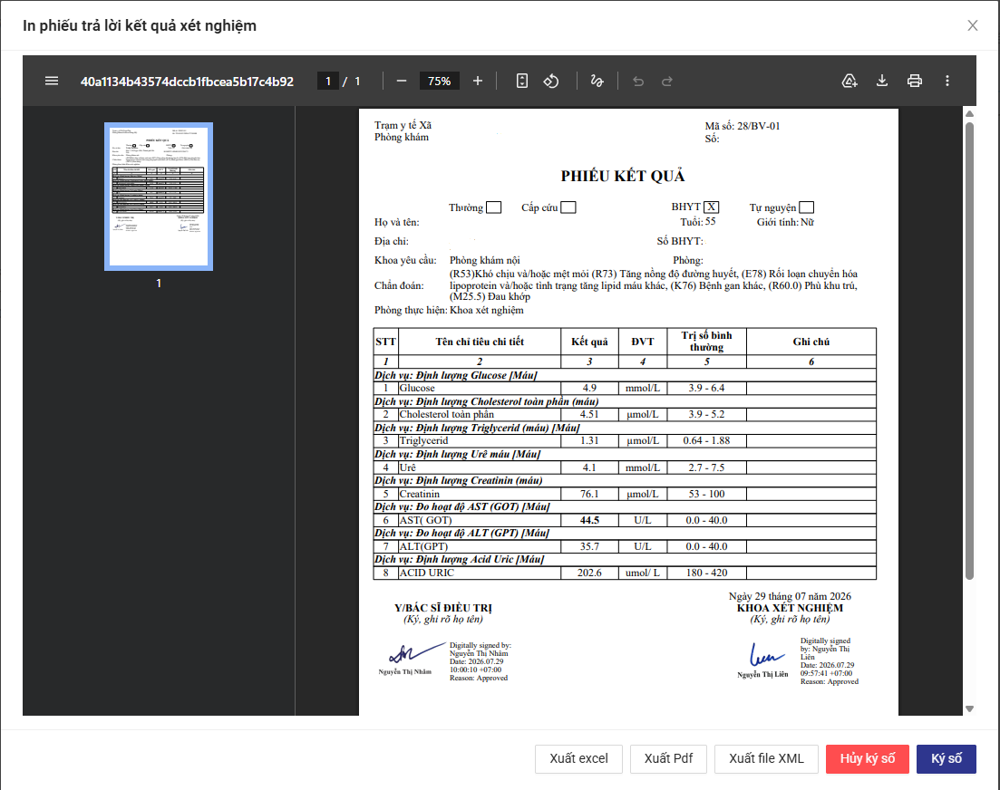 In phiếu trả lời kết quả xét nghiệm
40a1134b43574dccb1fbcea5b17c4b92
1 / 1
75%
1
Trạm y tế Xã
Phòng khám
Mã số: 28/BV-01
Số:
PHIẾU KẾT QUẢ
Thường Cấp cứu BHYT X Tự nguyện
Họ và tên: Tuổi: 55 Giới tính: Nữ
Địa chỉ: Số BHYT:
Khoa yêu cầu: Phòng khám nội Phòng:
Chẩn đoán: (R53)Khó chịu và/hoặc mệt mỏi (R73) Tăng nồng độ đường huyết, (E78) Rối loạn chuyển hóa
lipoprotein và/hoặc tình trạng tăng lipid máu khác, (K76) Bệnh gan khác, (R60.0) Phù khu trú,
(M25.5) Đau khớp
Phòng thực hiện: Khoa xét nghiệm
STT Tên chỉ tiêu chi tiết Kết quả ĐVT Trị số bình thường Ghi chú
1 2 3 4 5 6
Dịch vụ: Định lượng Glucose [Máu]
1 Glucose 4.9 mmol/L 3.9 - 6.4
Dịch vụ: Định lượng Cholesterol toàn phần (máu)
2 Cholesterol toàn phần 4.51 µmol/L 3.9 - 5.2
Dịch vụ: Định lượng Triglycerid (máu) [Máu]
3 Triglycerid 1.31 µmol/L 0.64 - 1.88
Dịch vụ: Định lượng Urê máu [Máu]
4 Urê 4.1 mmol/L 2.7 - 7.5
Dịch vụ: Định lượng Creatinin (máu)
5 Creatinin 76.1 µmol/L 53 - 100
Dịch vụ: Đo hoạt độ AST (GOT) [Máu]
6 AST( GOT) 44.5 U/L 0.0 - 40.0
Dịch vụ: Đo hoạt độ ALT (GPT) [Máu]
7 ALT(GPT) 35.7 U/L 0.0 - 40.0
Dịch vụ: Định lượng Acid Uric [Máu]
8 ACID URIC 202.6 umol/ L 180 - 420
Ngày 29 tháng 07 năm 2026
Y/BÁC SĨ ĐIỀU TRỊ
(Ký, ghi rõ họ tên)
KHOA XÉT NGHIỆM
(Ký, ghi rõ họ tên)
Nguyễn Thị Nhâm
Digitally signed by:
Nguyễn Thị Nhâm
Date: 2026.07.29
10:00:10 +07:00
Reason: Approved
Nguyễn Thị Liên
Digitally signed
by: Nguyễn Thị
Liên
Date: 2026.07.29
09:57:41 +07:00
Reason: Approved
Xuất excel
Xuất Pdf
Xuất file XML
Hủy ký số
Ký số